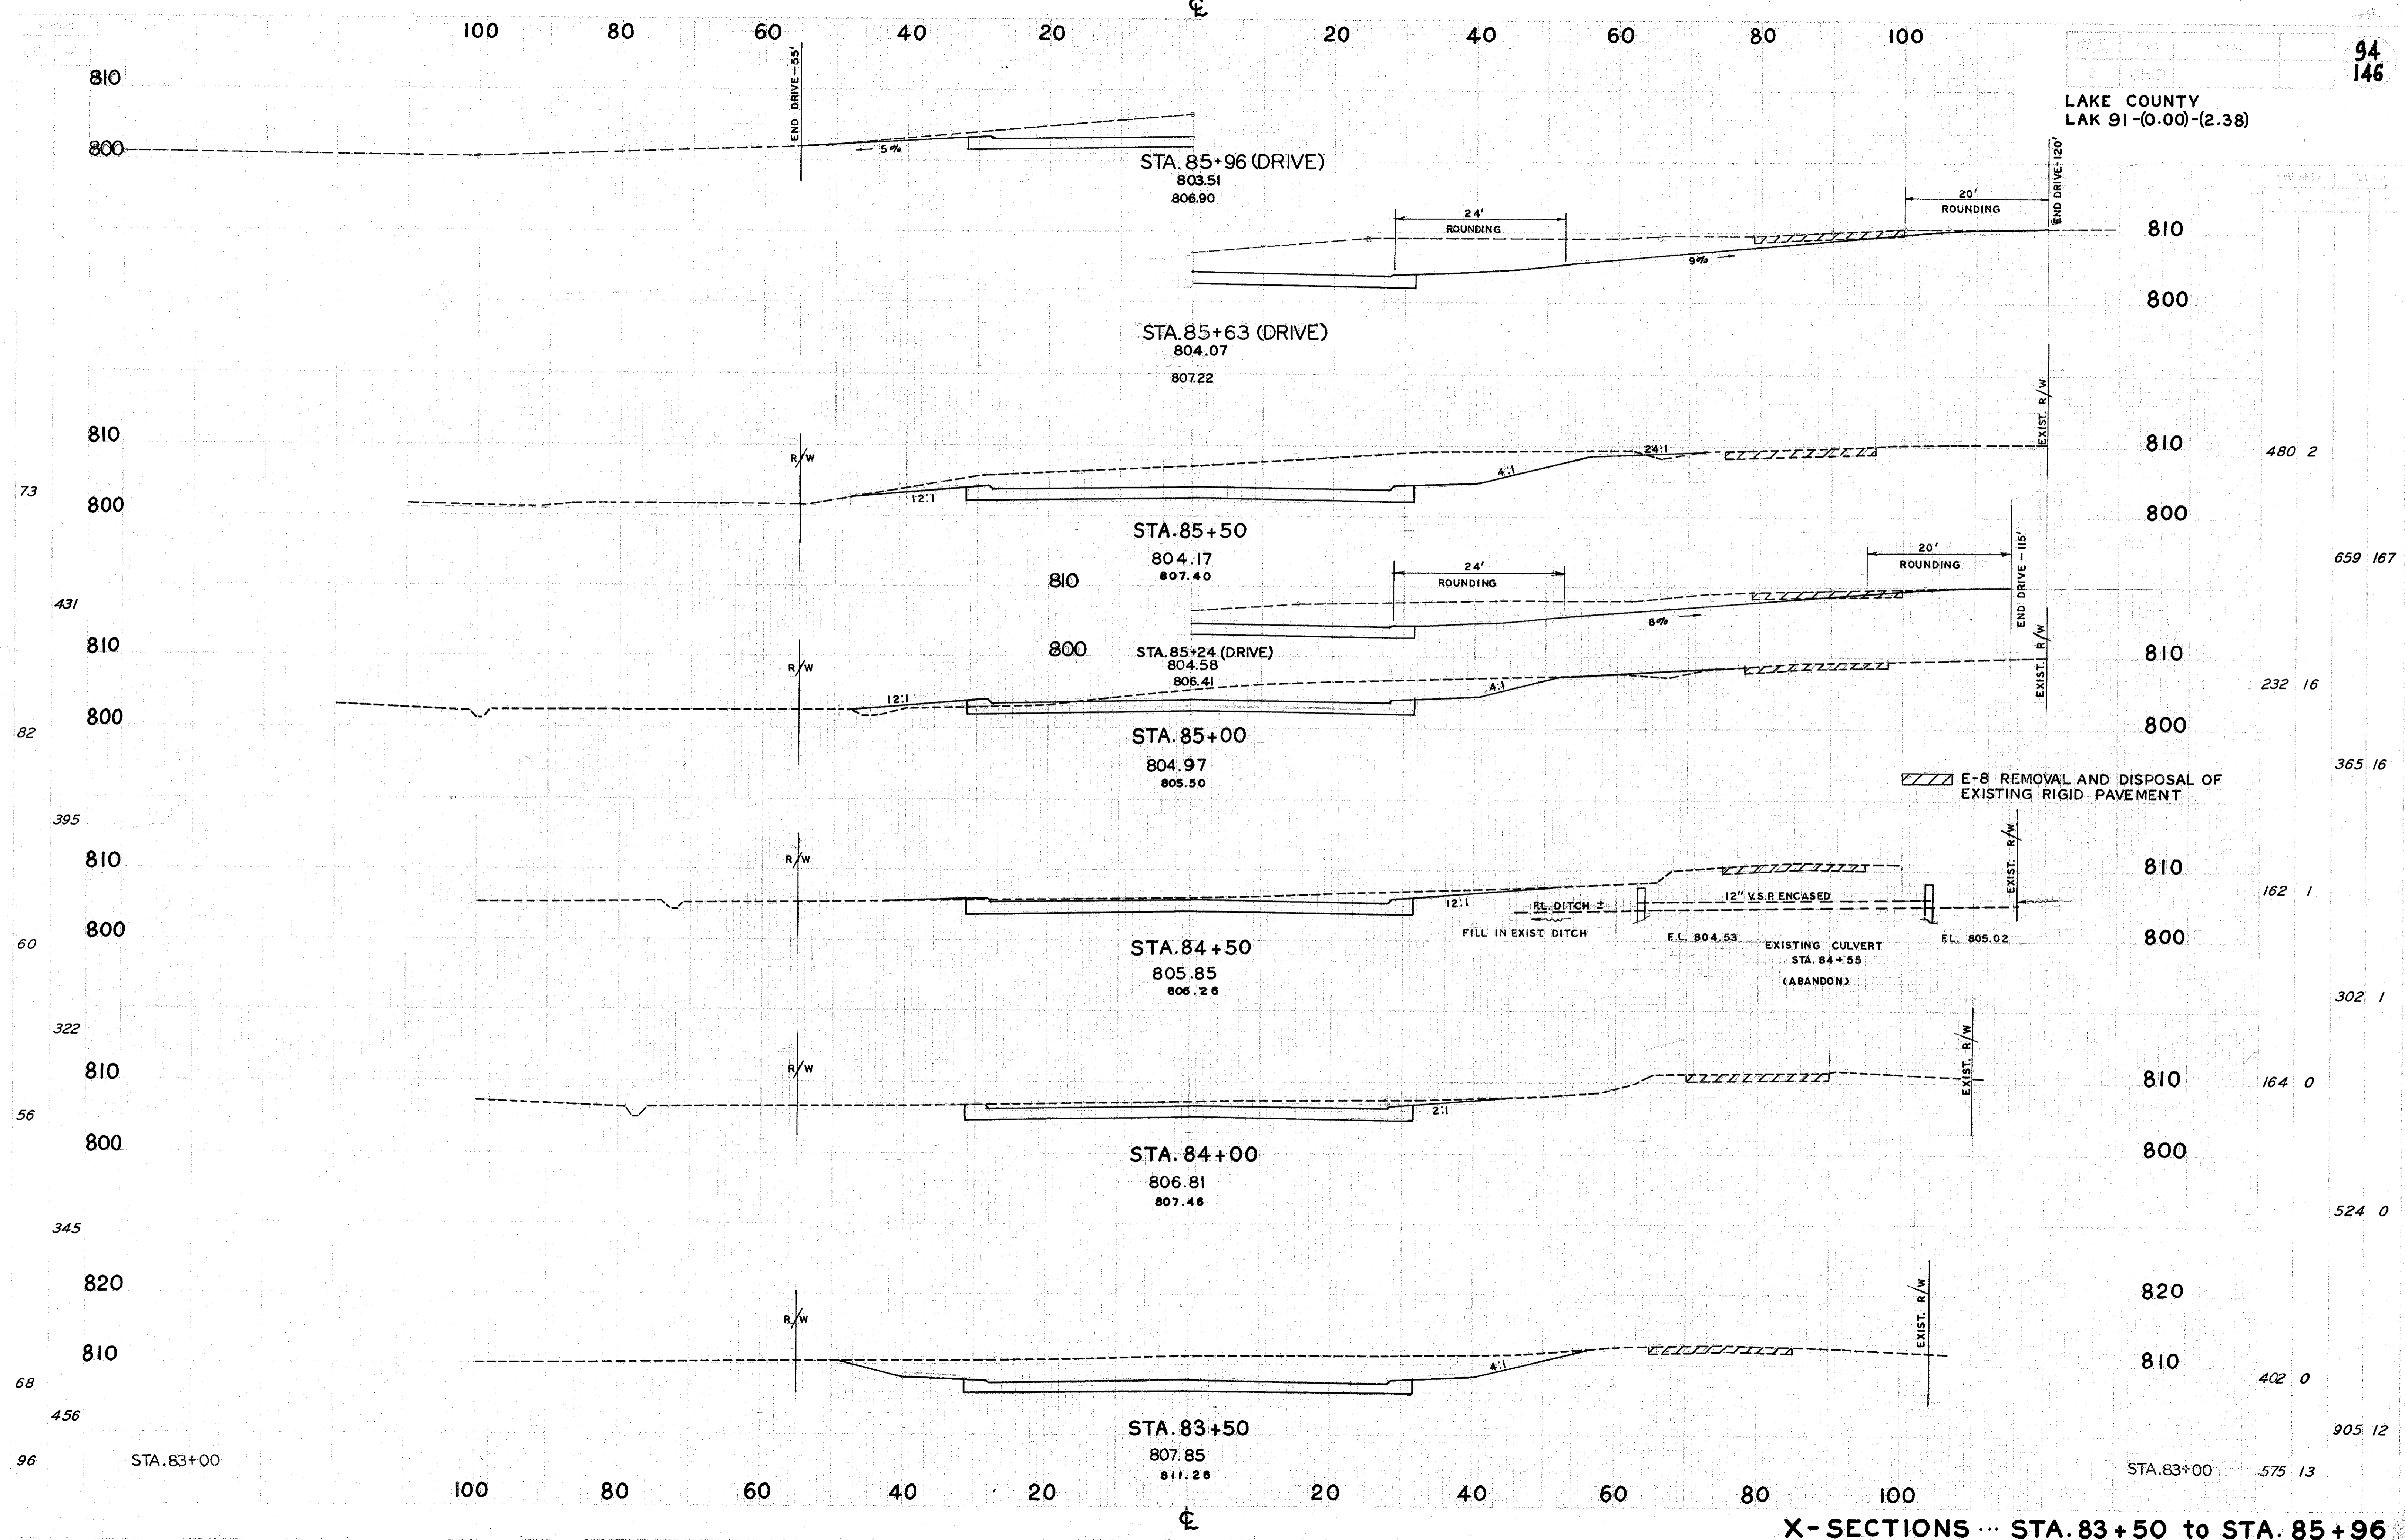 ℄
100 80 60 40 20 20 40 60 80 100
94
146
OHIO
LAKE COUNTY
LAK 91-(0.00)-(2.38)
810
END DRIVE-55'
800
5%
STA. 85+96 (DRIVE)
803.51
806.90
END DRIVE-120'
24'
ROUNDING
20'
ROUNDING
810
9%
800
STA. 85+63 (DRIVE)
804.07
807.22
810
R/W
EXIST. R/W
810
24:1
4:1
480 2
73
800
12:1
800
STA. 85+50
804.17
807.40
810
24'
ROUNDING
20'
ROUNDING
END DRIVE-115'
659 167
431
8%
800
STA. 85+24 (DRIVE)
804.58
806.41
810
R/W
EXIST. R/W
810
12:1
4:1
232 16
800
800
82
STA. 85+00
804.97
805.50
365 16
E-8 REMOVAL AND DISPOSAL OF
EXISTING RIGID PAVEMENT
395
810
R/W
EXIST. R/W
810
162 1
12" V.S.P. ENCASED
12:1
F.L. DITCH ±
FILL IN EXIST. DITCH
800
800
60
F.L. 804.53
EXISTING CULVERT
STA. 84+55
(ABANDON)
F.L. 805.02
STA. 84+50
805.85
806.26
302 1
322
810
R/W
EXIST. R/W
810
164 0
56
2:1
800
800
STA. 84+00
806.81
807.46
524 0
345
820
R/W
EXIST. R/W
820
810
4:1
810
68
402 0
456
STA. 83+50
807.85
811.26
905 12
96
STA. 83+00
STA. 83+00
575 13
100 80 60 40 20 20 40 60 80 100
℄
X-SECTIONS ... STA. 83+50 to STA. 85+96